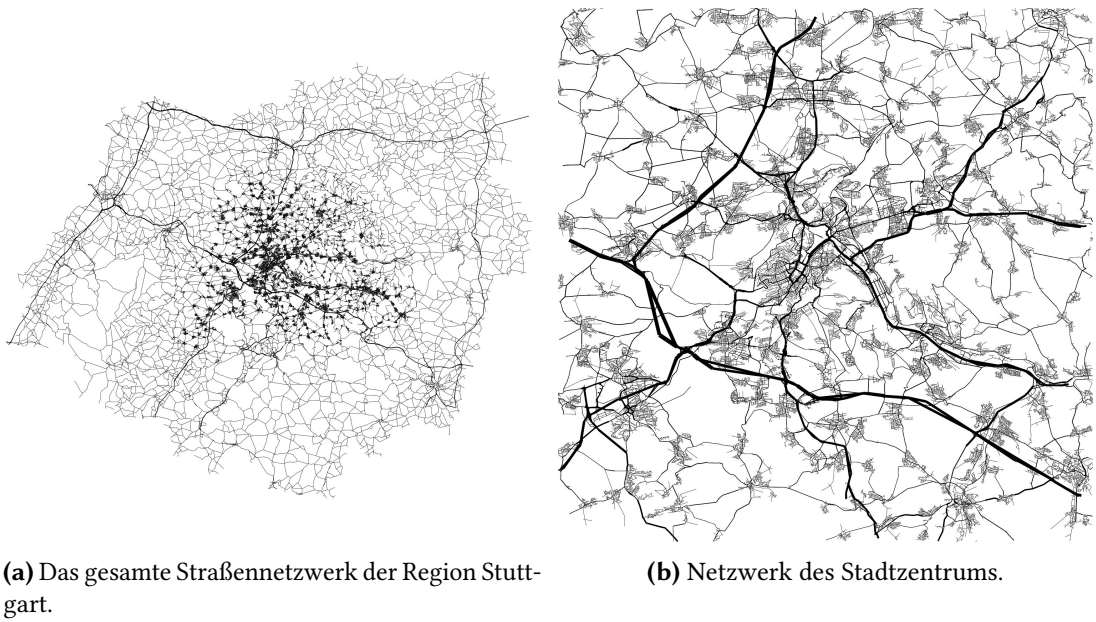 (a) Das gesamte Straßennetzwerk der Region Stutt-
gart.
(b) Netzwerk des Stadtzentrums.